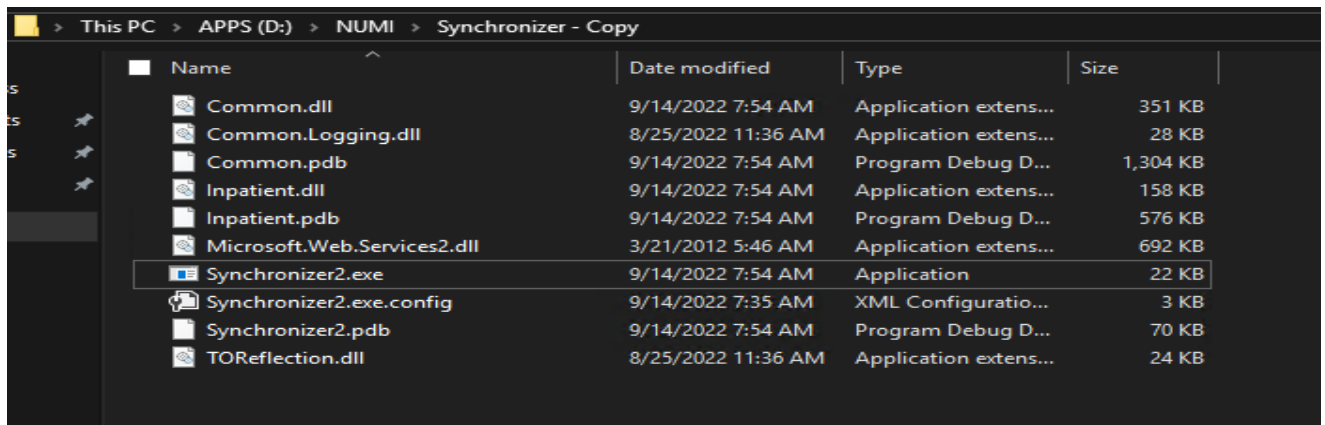 > This PC > APPS (D:) > NUMI > Synchronizer - Copy
Name Date modified Type Size
Common.dll 9/14/2022 7:54 AM Application extens... 351 KB
Common.Logging.dll 8/25/2022 11:36 AM Application extens... 28 KB
Common.pdb 9/14/2022 7:54 AM Program Debug D... 1,304 KB
Inpatient.dll 9/14/2022 7:54 AM Application extens... 158 KB
Inpatient.pdb 9/14/2022 7:54 AM Program Debug D... 576 KB
Microsoft.Web.Services2.dll 3/21/2012 5:46 AM Application extens... 692 KB
Synchronizer2.exe 9/14/2022 7:54 AM Application 22 KB
Synchronizer2.exe.config 9/14/2022 7:35 AM XML Configuratio... 3 KB
Synchronizer2.pdb 9/14/2022 7:54 AM Program Debug D... 70 KB
TOReflection.dll 8/25/2022 11:36 AM Application extens... 24 KB